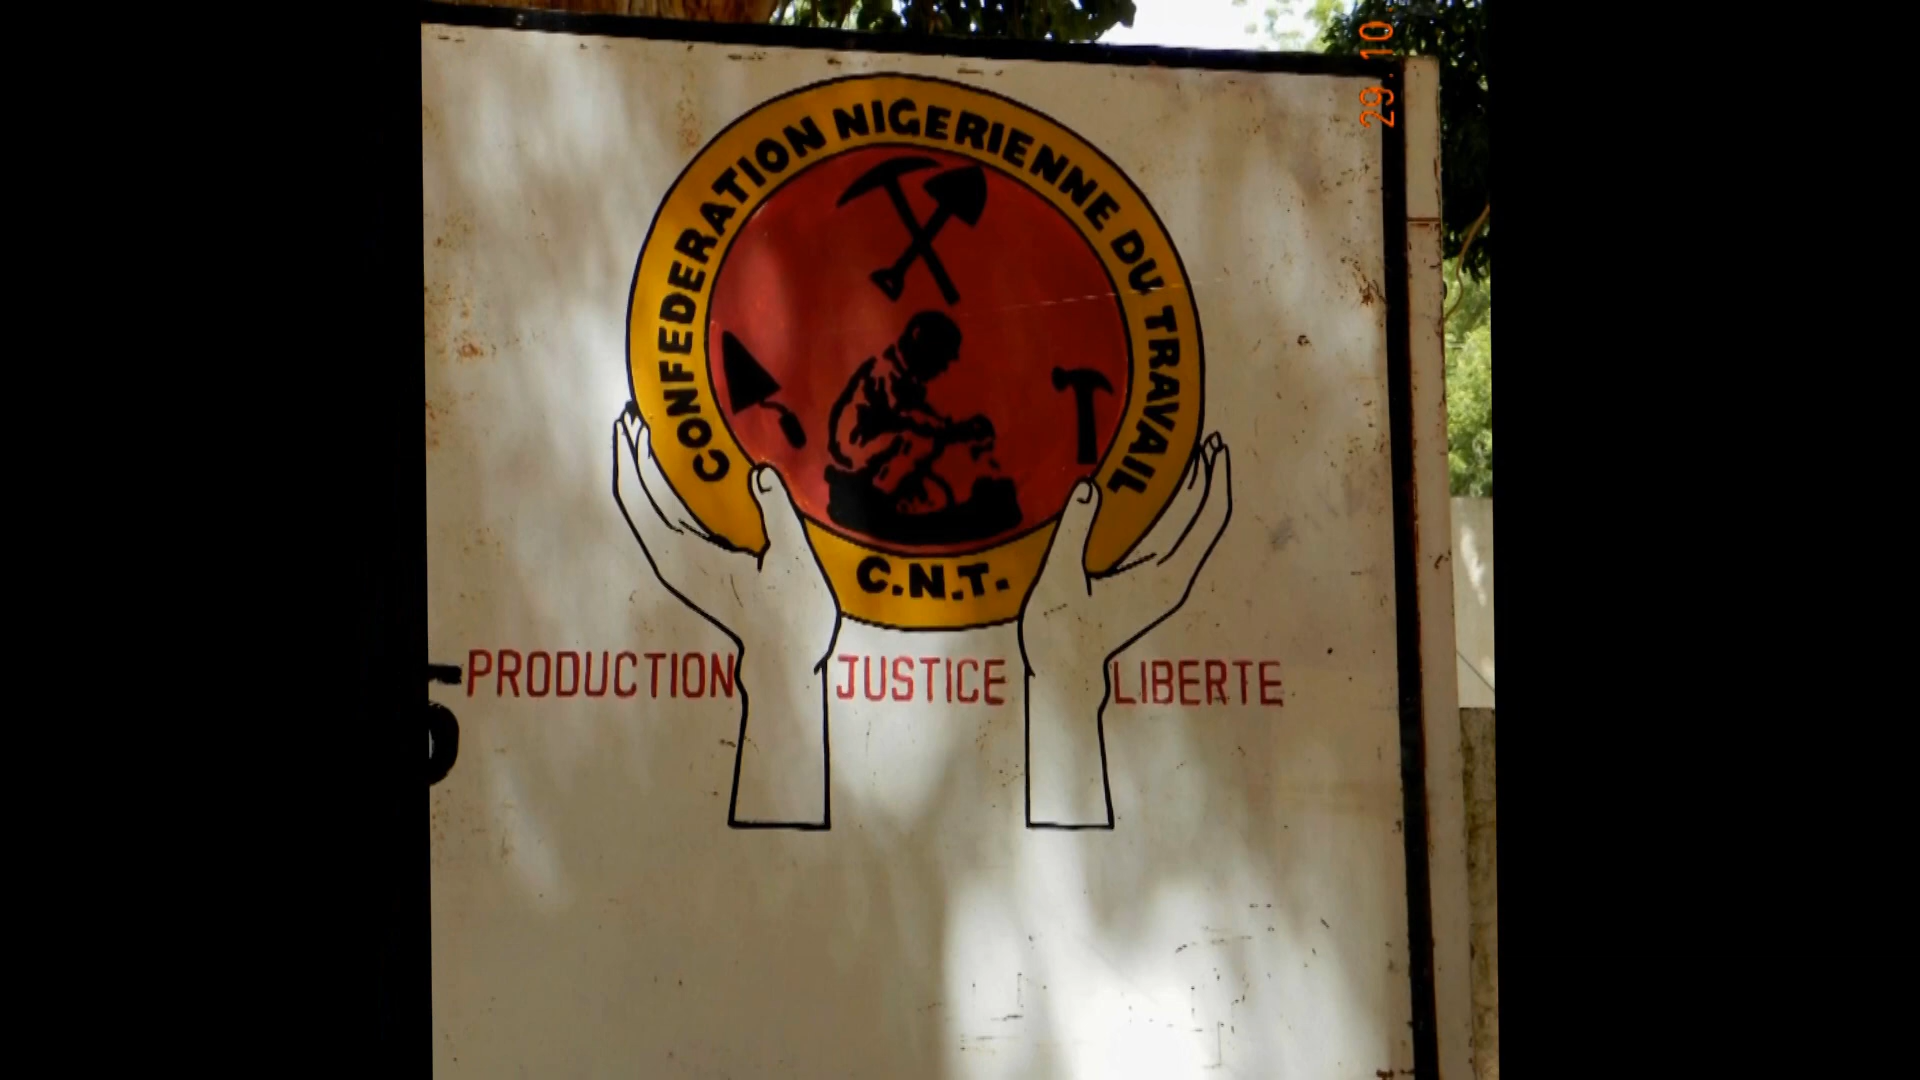 CONFEDERATION NIGERIENNE DU TRAVAIL
C.N.T.
PRODUCTION JUSTICE LIBERTE
29 10